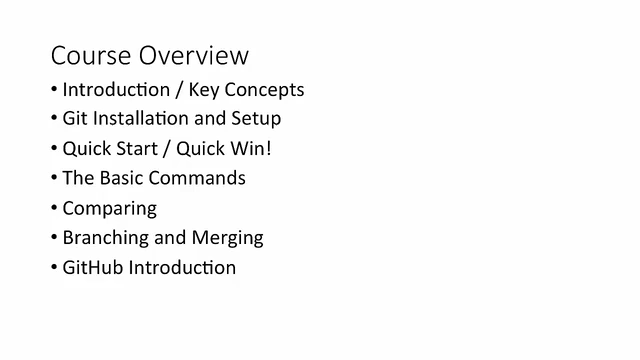 Course Overview
• Introduction / Key Concepts
• Git Installation and Setup
• Quick Start / Quick Win!
• The Basic Commands
• Comparing
• Branching and Merging
• GitHub Introduction